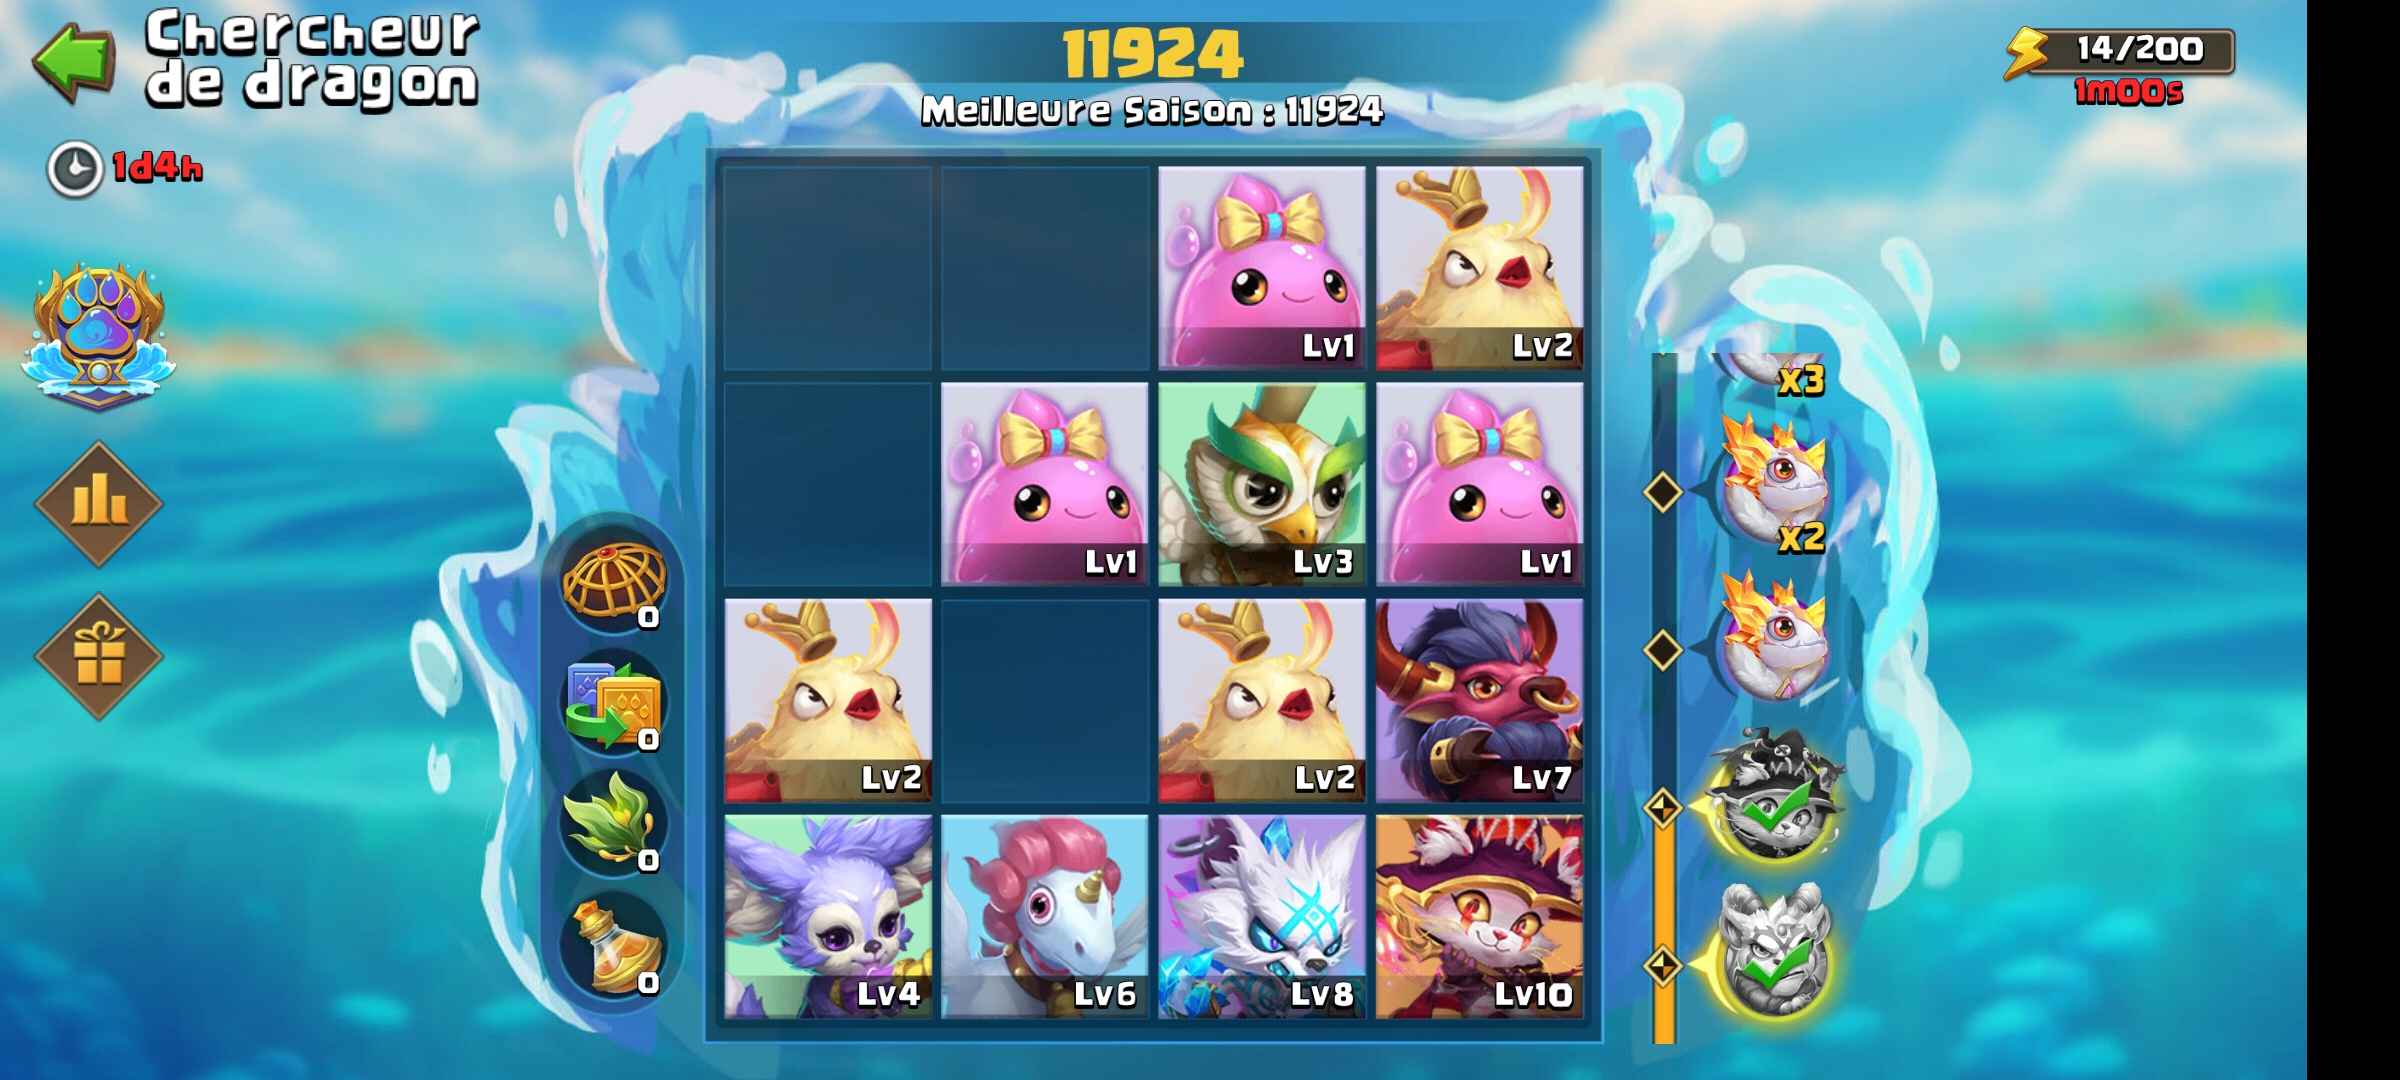 Chercheur
de dragon
11924
Meilleure Saison : 11924
14/200
1m00s
1d4h
Lv1
Lv2
Lv1
Lv3
Lv1
Lv2
Lv2
Lv7
Lv4
Lv6
Lv8
Lv10
0
0
0
0
x3
x2